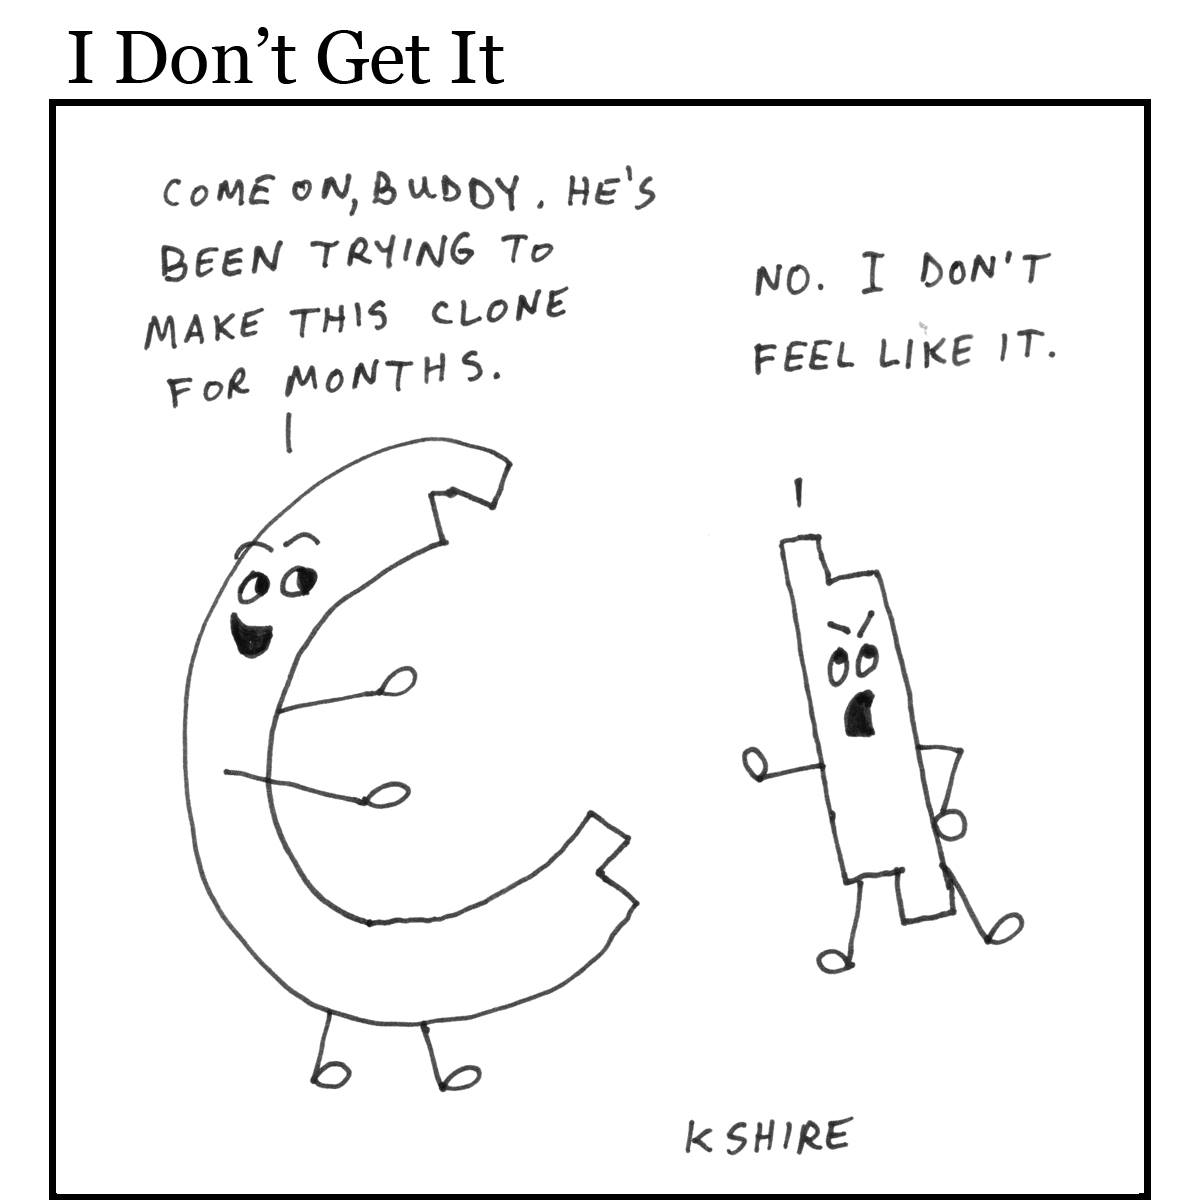 I Don't Get It
COME ON, BUDDY. HE'S
BEEN TRYING TO
MAKE THIS CLONE
FOR MONTHS.
NO. I DON'T
FEEL LIKE IT.
K SHIRE